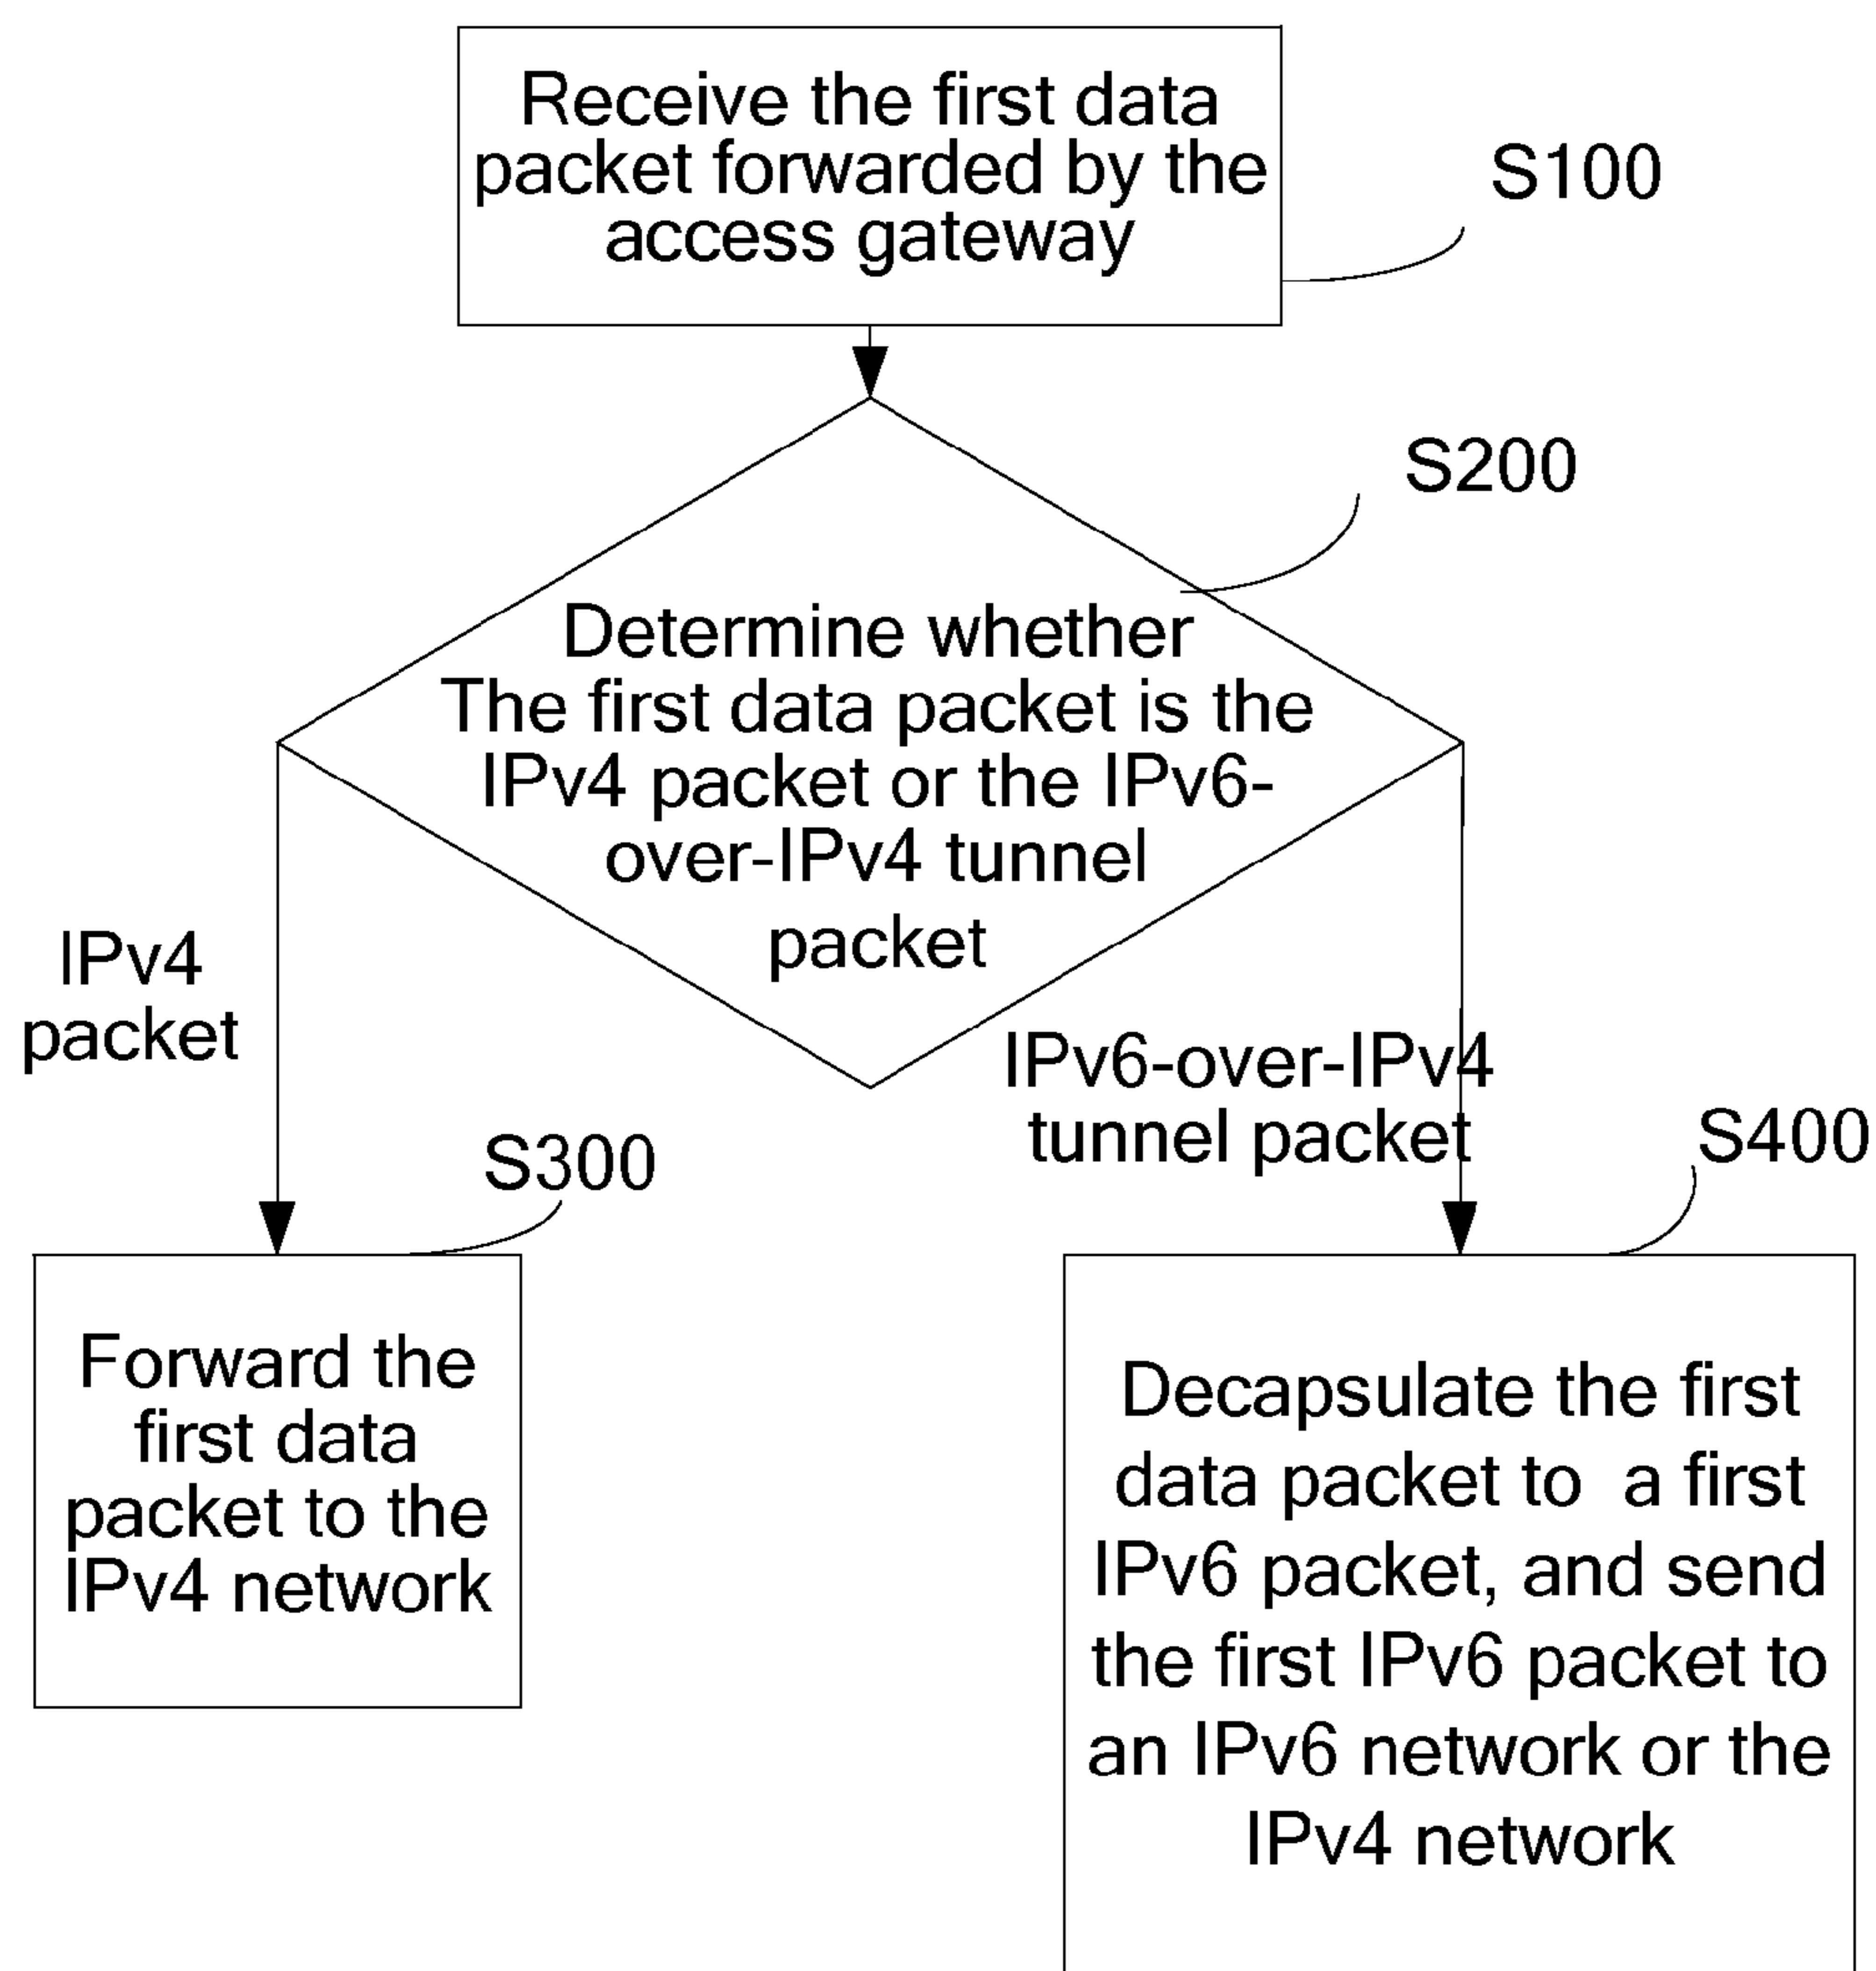 Receive the first data
packet forwarded by the
access gateway
S100
S200
Determine whether
The first data packet is the
IPv4 packet or the IPv6-
over-IPv4 tunnel
packet
IPv4
packet
IPv6-over-IPv4
tunnel packet
S300
S400
Forward the
first data
packet to the
IPv4 network
Decapsulate the first
data packet to a first
IPv6 packet, and send
the first IPv6 packet to
an IPv6 network or the
IPv4 network